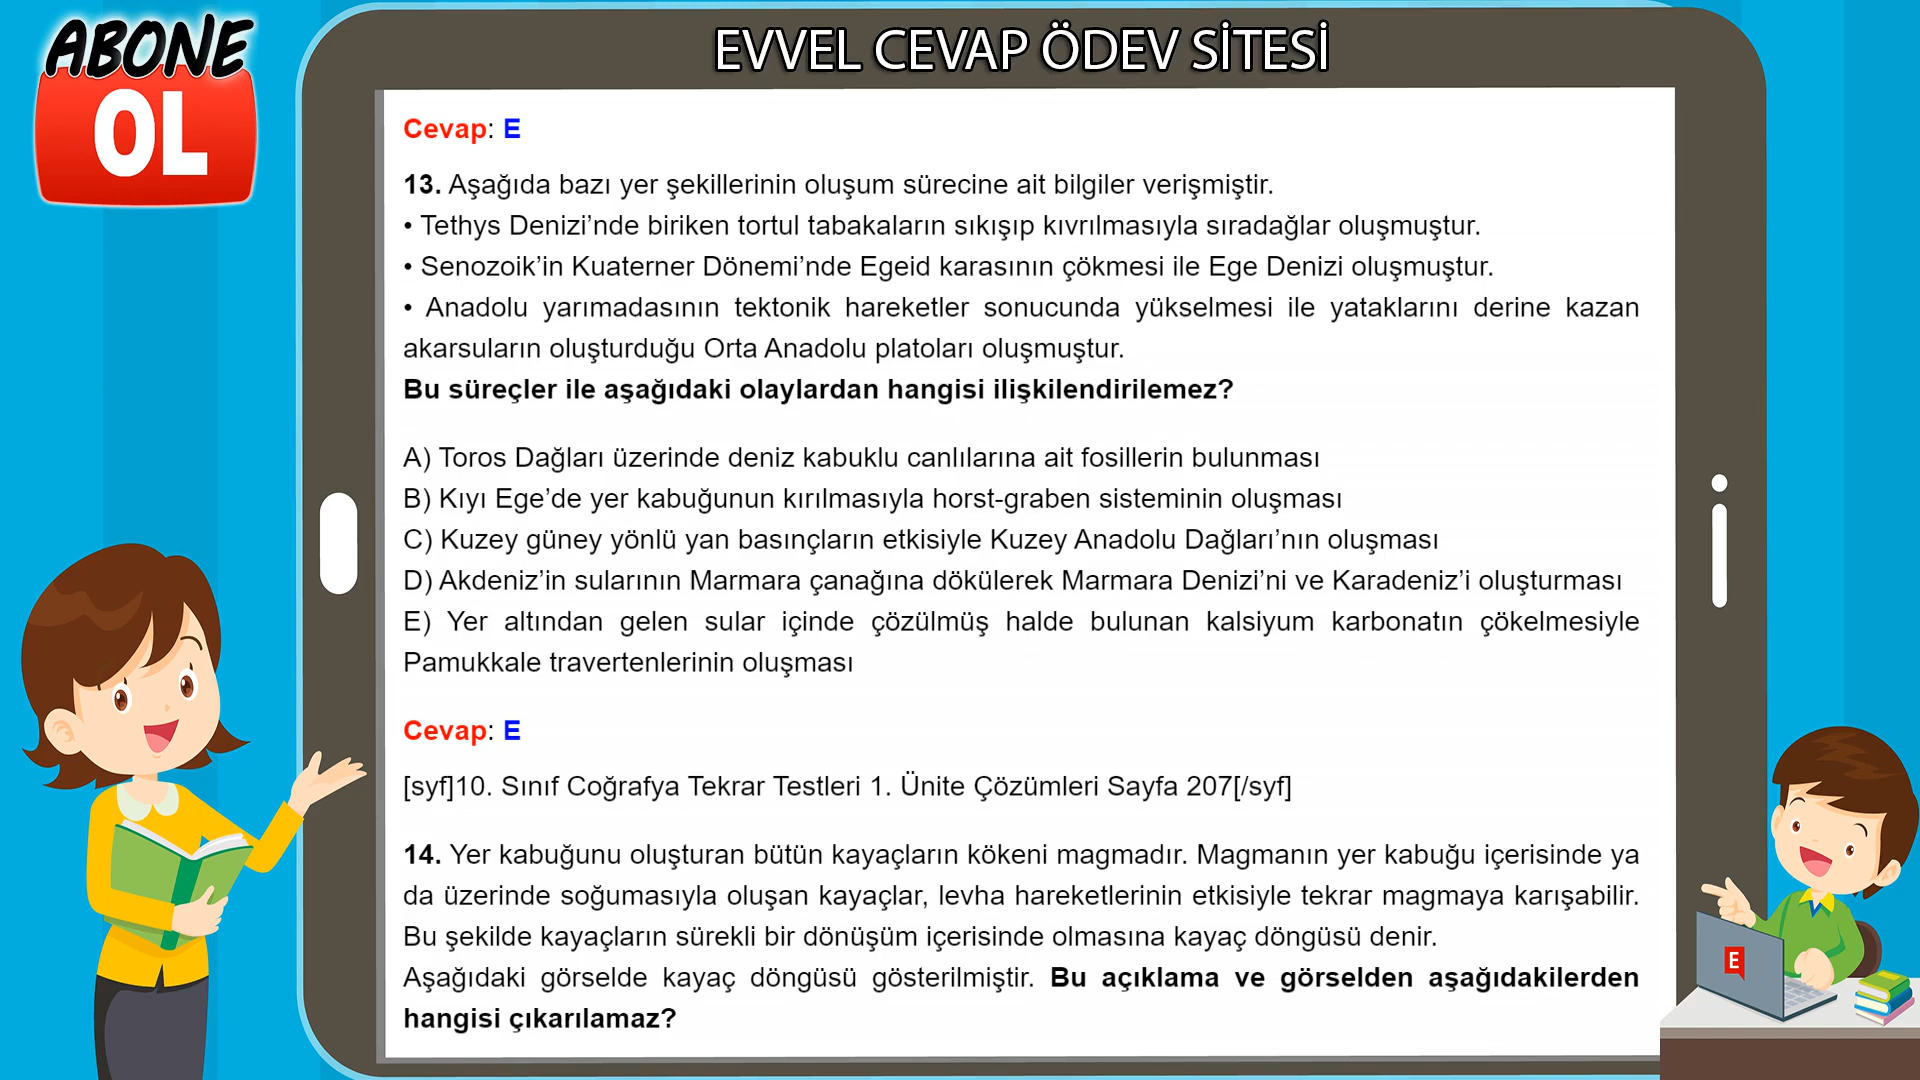 ABONE
OL
EVVEL CEVAP ÖDEV SİTESİ
Cevap: E
13. Aşağıda bazı yer şekillerinin oluşum sürecine ait bilgiler verişmiştir.
• Tethys Denizi’nde biriken tortul tabakaların sıkışıp kıvrılmasıyla sıradağlar oluşmuştur.
• Senozoik’in Kuaterner Dönemi’nde Egeid karasının çökmesi ile Ege Denizi oluşmuştur.
• Anadolu yarımadasının tektonik hareketler sonucunda yükselmesi ile yataklarını derine kazan
akarsuların oluşturduğu Orta Anadolu platoları oluşmuştur.
Bu süreçler ile aşağıdaki olaylardan hangisi ilişkilendirilemez?
A) Toros Dağları üzerinde deniz kabuklu canlılarına ait fosillerin bulunması
B) Kıyı Ege’de yer kabuğunun kırılmasıyla horst-graben sisteminin oluşması
C) Kuzey güney yönlü yan basınçların etkisiyle Kuzey Anadolu Dağları’nın oluşması
D) Akdeniz’in sularının Marmara çanağına dökülerek Marmara Denizi’ni ve Karadeniz’i oluşturması
E) Yer altından gelen sular içinde çözülmüş halde bulunan kalsiyum karbonatın çökelmesiyle
Pamukkale travertenlerinin oluşması
Cevap: E
[syf]10. Sınıf Coğrafya Tekrar Testleri 1. Ünite Çözümleri Sayfa 207[/syf]
14. Yer kabuğunu oluşturan bütün kayaçların kökeni magmadır. Magmanın yer kabuğu içerisinde ya
da üzerinde soğumasıyla oluşan kayaçlar, levha hareketlerinin etkisiyle tekrar magmaya karışabilir.
Bu şekilde kayaçların sürekli bir dönüşüm içerisinde olmasına kayaç döngüsü denir.
Aşağıdaki görselde kayaç döngüsü gösterilmiştir. Bu açıklama ve görselden aşağıdakilerden
hangisi çıkarılamaz?
E